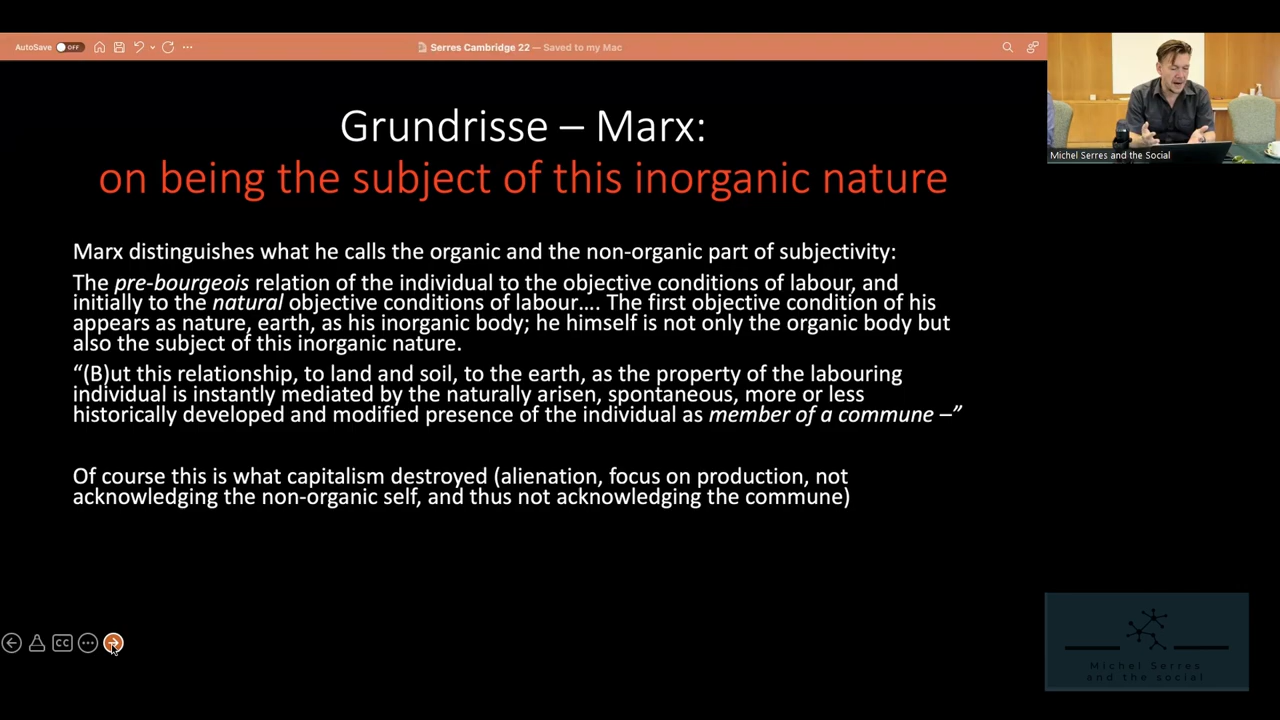 AutoSave OFF
Serres Cambridge 22 — Saved to my Mac
Michel Serres and the Social
Grundrisse – Marx:
on being the subject of this inorganic nature
Marx distinguishes what he calls the organic and the non-organic part of subjectivity:
The pre-bourgeois relation of the individual to the objective conditions of labour, and
initially to the natural objective conditions of labour…. The first objective condition of his
appears as nature, earth, as his inorganic body; he himself is not only the organic body but
also the subject of this inorganic nature.
“(B)ut this relationship, to land and soil, to the earth, as the property of the labouring
individual is instantly mediated by the naturally arisen, spontaneous, more or less
historically developed and modified presence of the individual as member of a commune –”
Of course this is what capitalism destroyed (alienation, focus on production, not
acknowledging the non-organic self, and thus not acknowledging the commune)
CC
Michel Serres
and the social